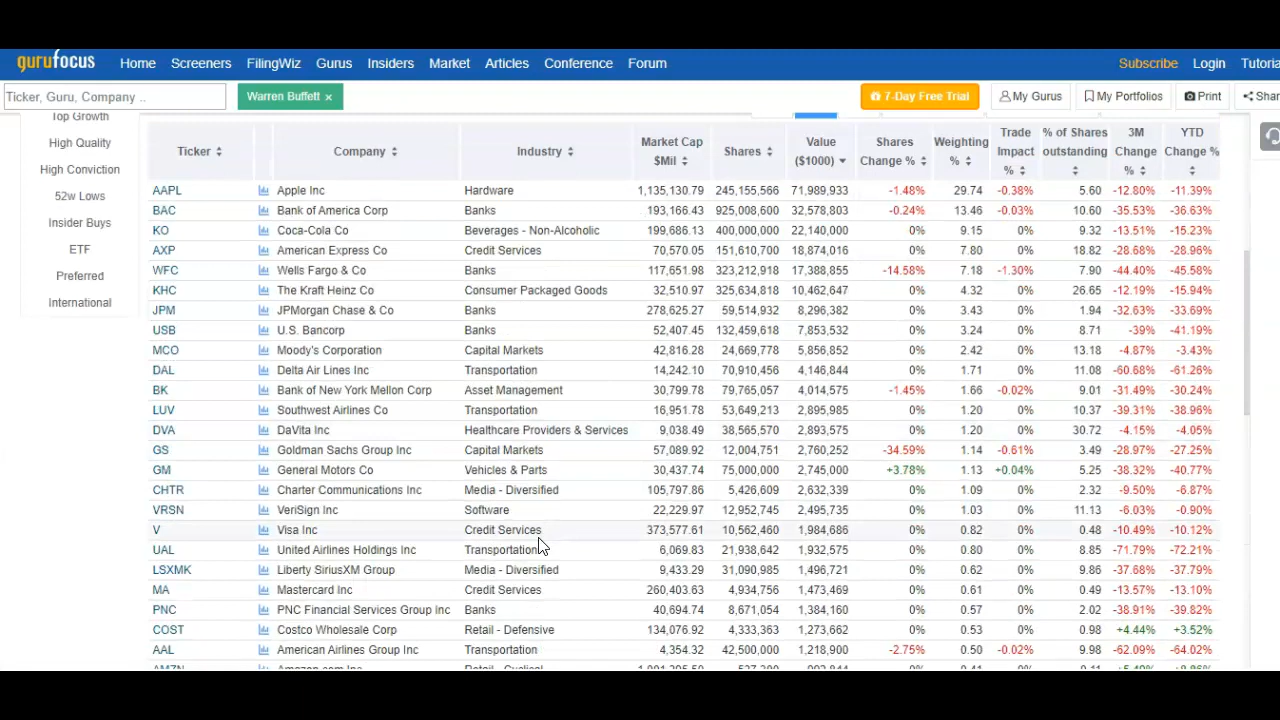 gurufocus Home Screeners FilingWiz Gurus Insiders Market Articles Conference Forum Subscribe Login Tutoria
Ticker, Guru, Company .. Warren Buffett × 7-Day Free Trial My Gurus My Portfolios Print Shar
Top Growth
High Quality
High Conviction
52w Lows
Insider Buys
ETF
Preferred
International
Ticker Company Industry Market Cap $Mil Shares Value ($1000) Shares Change % Weighting % Trade Impact % % of Shares outstanding 3M Change % YTD Change %
AAPL Apple Inc Hardware 1,135,130.79 245,155,566 71,989,933 -1.48% 29.74 -0.38% 5.60 -12.80% -11.39%
BAC Bank of America Corp Banks 193,166.43 925,008,600 32,578,803 -0.24% 13.46 -0.03% 10.60 -35.53% -36.63%
KO Coca-Cola Co Beverages - Non-Alcoholic 199,686.13 400,000,000 22,140,000 0% 9.15 0% 9.32 -13.51% -15.23%
AXP American Express Co Credit Services 70,570.05 151,610,700 18,874,016 0% 7.80 0% 18.82 -28.68% -28.96%
WFC Wells Fargo & Co Banks 117,651.98 323,212,918 17,388,855 -14.58% 7.18 -1.30% 7.90 -44.40% -45.58%
KHC The Kraft Heinz Co Consumer Packaged Goods 32,510.97 325,634,818 10,462,647 0% 4.32 0% 26.65 -12.19% -15.94%
JPM JPMorgan Chase & Co Banks 278,625.27 59,514,932 8,296,382 0% 3.43 0% 1.94 -32.63% -33.69%
USB U.S. Bancorp Banks 52,407.45 132,459,618 7,853,532 0% 3.24 0% 8.71 -39% -41.19%
MCO Moody's Corporation Capital Markets 42,816.28 24,669,778 5,856,852 0% 2.42 0% 13.18 -4.87% -3.43%
DAL Delta Air Lines Inc Transportation 14,242.10 70,910,456 4,146,844 0% 1.71 0% 11.08 -60.68% -61.26%
BK Bank of New York Mellon Corp Asset Management 30,799.78 79,765,057 4,014,575 -1.45% 1.66 -0.02% 9.01 -31.49% -30.24%
LUV Southwest Airlines Co Transportation 16,951.78 53,649,213 2,895,985 0% 1.20 0% 10.37 -39.31% -38.96%
DVA DaVita Inc Healthcare Providers & Services 9,038.49 38,565,570 2,893,575 0% 1.20 0% 30.72 -4.15% -4.05%
GS Goldman Sachs Group Inc Capital Markets 57,089.92 12,004,751 2,760,252 -34.59% 1.14 -0.61% 3.49 -28.97% -27.25%
GM General Motors Co Vehicles & Parts 30,437.74 75,000,000 2,745,000 +3.78% 1.13 +0.04% 5.25 -38.32% -40.77%
CHTR Charter Communications Inc Media - Diversified 105,797.86 5,426,609 2,632,339 0% 1.09 0% 2.32 -9.50% -6.87%
VRSN VeriSign Inc Software 22,229.97 12,952,745 2,495,735 0% 1.03 0% 11.13 -6.03% -0.90%
V Visa Inc Credit Services 373,577.61 10,562,460 1,984,686 0% 0.82 0% 0.48 -10.49% -10.12%
UAL United Airlines Holdings Inc Transportation 6,069.83 21,938,642 1,932,575 0% 0.80 0% 8.85 -71.79% -72.21%
LSXMK Liberty SiriusXM Group Media - Diversified 9,433.29 31,090,985 1,496,721 0% 0.62 0% 9.86 -37.68% -37.79%
MA Mastercard Inc Credit Services 260,403.63 4,934,756 1,473,469 0% 0.61 0% 0.49 -13.57% -13.10%
PNC PNC Financial Services Group Inc Banks 40,694.74 8,671,054 1,384,160 0% 0.57 0% 2.02 -38.91% -39.82%
COST Costco Wholesale Corp Retail - Defensive 134,076.92 4,333,363 1,273,662 0% 0.53 0% 0.98 +4.44% +3.52%
AAL American Airlines Group Inc Transportation 4,354.32 42,500,000 1,218,900 -2.75% 0.50 -0.02% 9.98 -62.09% -64.02%
AMZN Amazon.com Inc Retail - Cyclical